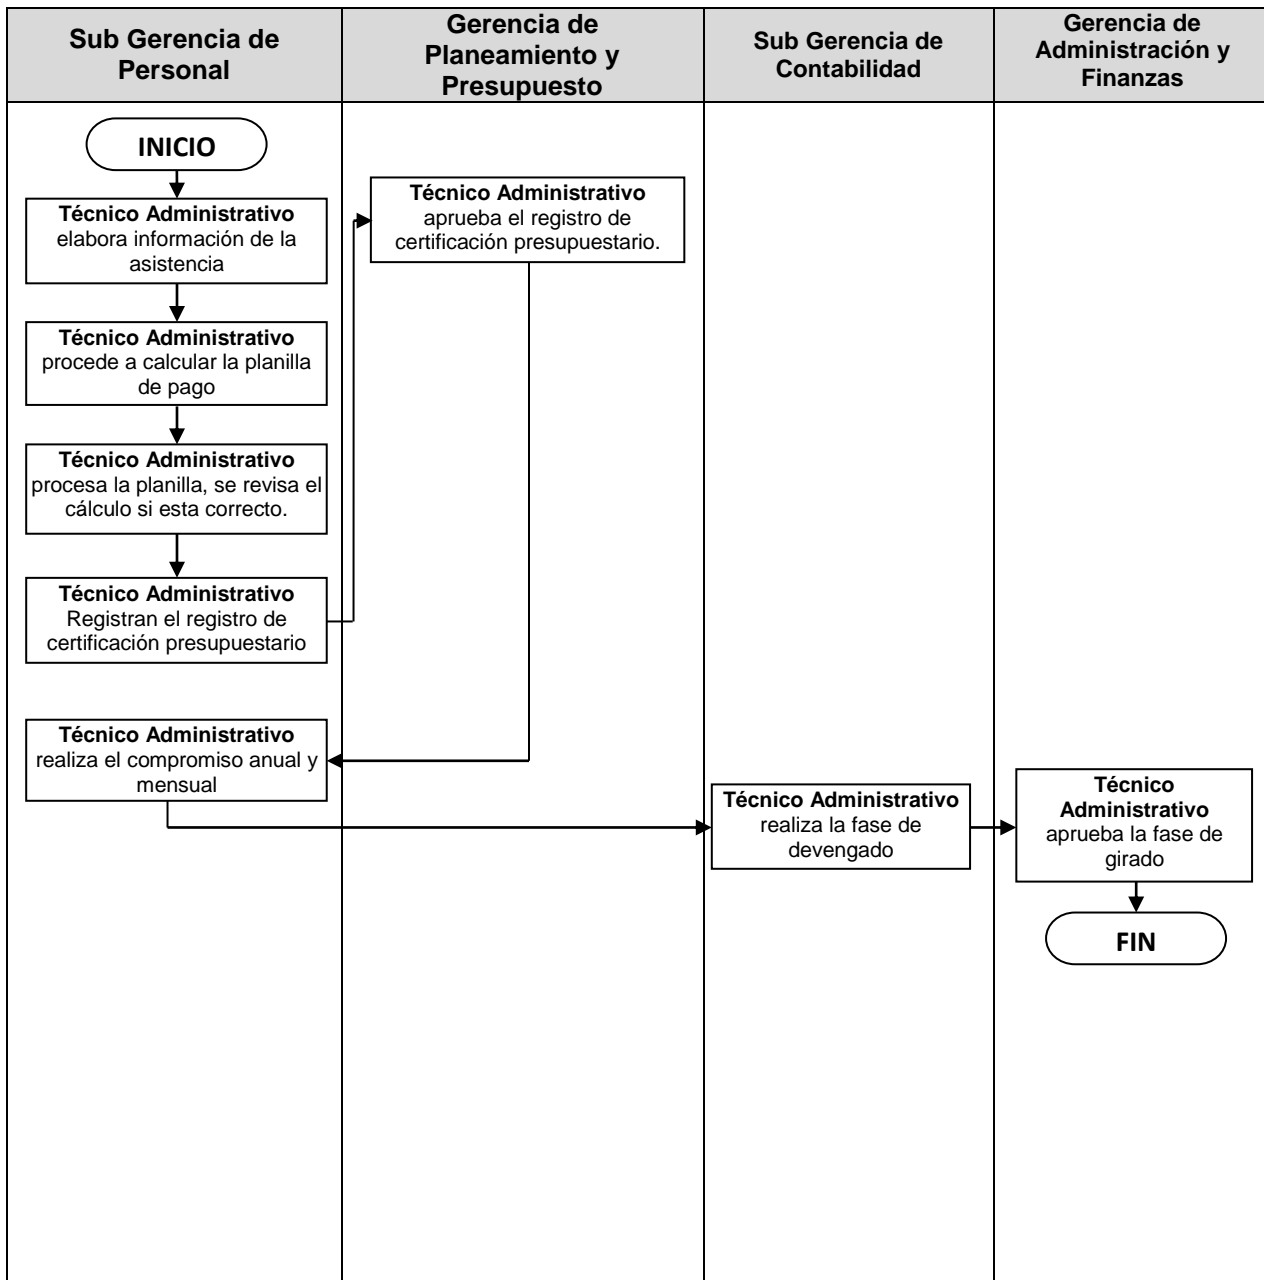 Sub Gerencia de
Personal
Gerencia de
Planeamiento y
Presupuesto
Sub Gerencia de
Contabilidad
Gerencia de
Administración y
Finanzas
INICIO
Técnico Administrativo
elabora información de la
asistencia
Técnico Administrativo
procede a calcular la planilla
de pago
Técnico Administrativo
procesa la planilla, se revisa el
cálculo si esta correcto.
Técnico Administrativo
Registran el registro de
certificación presupuestario
Técnico Administrativo
aprueba el registro de
certificación presupuestario.
Técnico Administrativo
realiza el compromiso anual y
mensual
Técnico Administrativo
realiza la fase de
devengado
Técnico
Administrativo
aprueba la fase de
girado
FIN